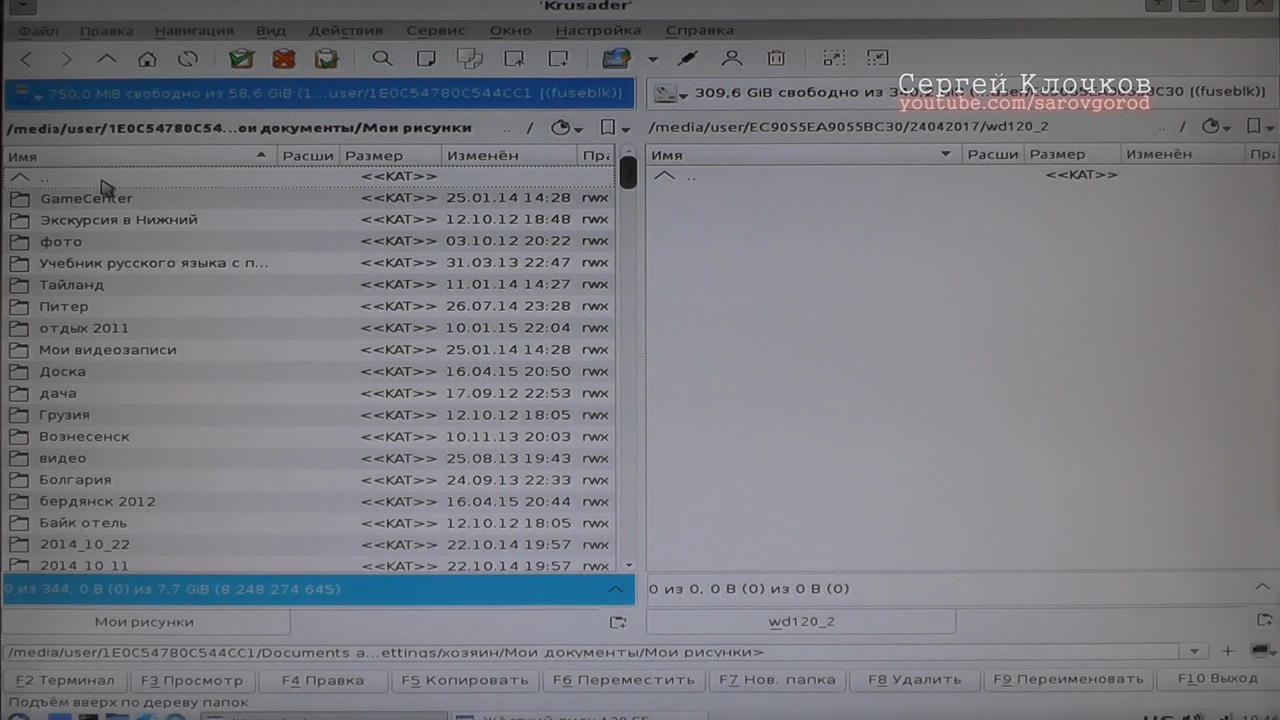 'Krusader'
Файл Правка Навигация Вид Действия Сервис Окно Настройка Справка
Сергей Клочков
youtube.com/sarovgorod
750,0 MiB свободно из 58,6 GiB (1...user/1E0C54780C544CC1 [(fuseblk)]
309,6 GiB свободно из C30 [(fuseblk)]
/media/user/1E0C54780C54...ои документы/Мои рисунки .. /
/media/user/EC9055EA9055BC30/24042017/wd120_2 .. /
Имя Расши Размер Изменён Пра
Имя Расши Размер Изменён Пра
.. <<КАТ>>
.. <<КАТ>>
GameCenter <<КАТ>> 25.01.14 14:28 rwx
Экскурсия в Нижний <<КАТ>> 12.10.12 18:48 rwx
фото <<КАТ>> 03.10.12 20:22 rwx
Учебник русского языка с п... <<КАТ>> 31.03.13 22:47 rwx
Тайланд <<КАТ>> 11.01.14 14:27 rwx
Питер <<КАТ>> 26.07.14 23:28 rwx
отдых 2011 <<КАТ>> 10.01.15 22:04 rwx
Мои видеозаписи <<КАТ>> 25.01.14 14:28 rwx
Доска <<КАТ>> 16.04.15 20:50 rwx
дача <<КАТ>> 17.09.12 22:53 rwx
Грузия <<КАТ>> 12.10.12 18:05 rwx
Вознесенск <<КАТ>> 10.11.13 20:03 rwx
видео <<КАТ>> 25.08.13 19:43 rwx
Болгария <<КАТ>> 24.09.13 22:33 rwx
бердянск 2012 <<КАТ>> 16.04.15 20:44 rwx
Байк отель <<КАТ>> 12.10.12 18:05 rwx
2014_10_22 <<КАТ>> 22.10.14 19:57 rwx
2014 10 11 <<КАТ>> 22.10.14 19:57 rwx
0 из 344, 0 B (0) из 7,7 GiB (8 248 274 645)
0 из 0, 0 B (0) из 0 B (0)
Мои рисунки
wd120_2
/media/user/1E0C54780C544CC1/Documents a...ettings/хозяин/Мои документы/Мои рисунки>
F2 Терминал F3 Просмотр F4 Правка F5 Копировать F6 Переместить F7 Нов. папка F8 Удалить F9 Переименовать F10 Выход
Подъём вверх по дереву папок